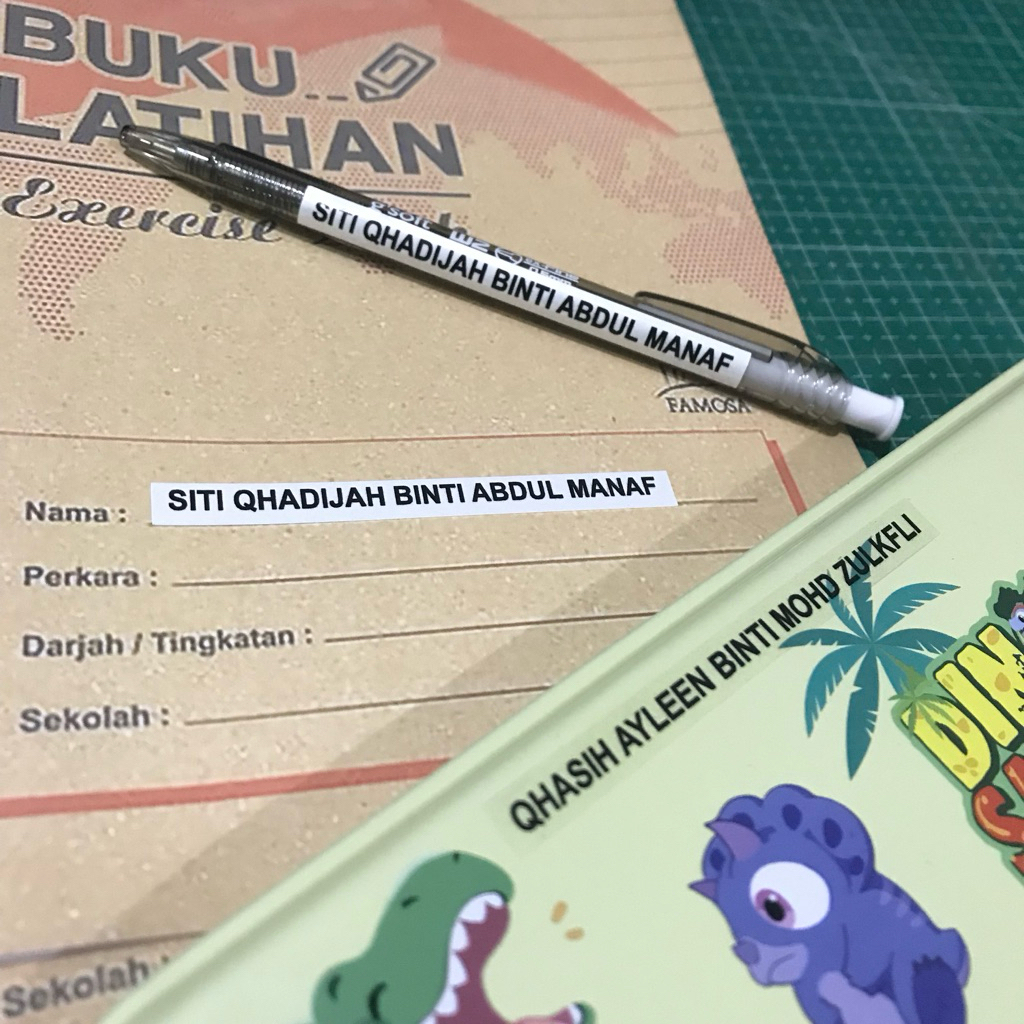 BUKU
LATIHAN
Exercise
SITI QHADIJAH BINTI ABDUL MANAF
FAMOSA
Nama : SITI QHADIJAH BINTI ABDUL MANAF
Perkara :
Darjah / Tingkatan :
Sekolah :
QHASIH AYLEEN BINTI MOHD ZULKFLI
Sekolah :